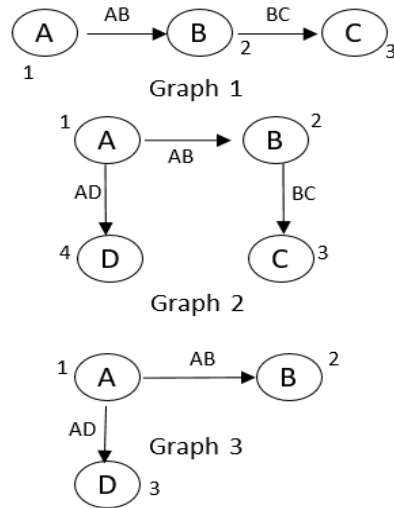 AB BC
A B C
1 2 3
Graph 1
1 A B 2
AB
AD BC
4 D C 3
Graph 2
AB
1 A B 2
AD
Graph 3
D 3